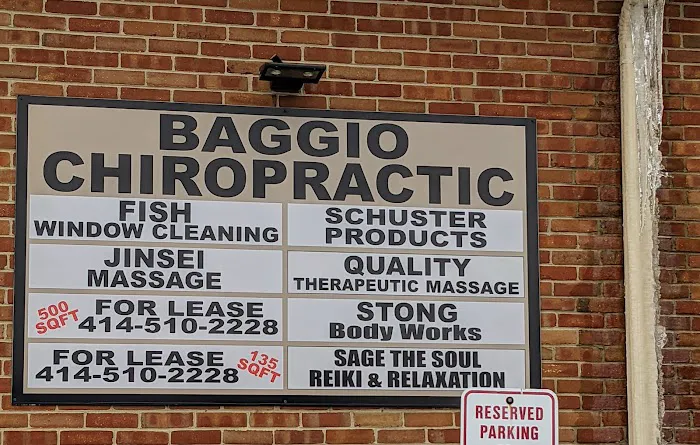 BAGGIO
CHIROPRACTIC
FISH
WINDOW CLEANING
SCHUSTER
PRODUCTS
JINSEI
MASSAGE
QUALITY
THERAPEUTIC MASSAGE
500
SQFT
FOR LEASE
414-510-2228
STONG
Body Works
FOR LEASE
414-510-2228
135
SQFT
SAGE THE SOUL
REIKI & RELAXATION
RESERVED
PARKING